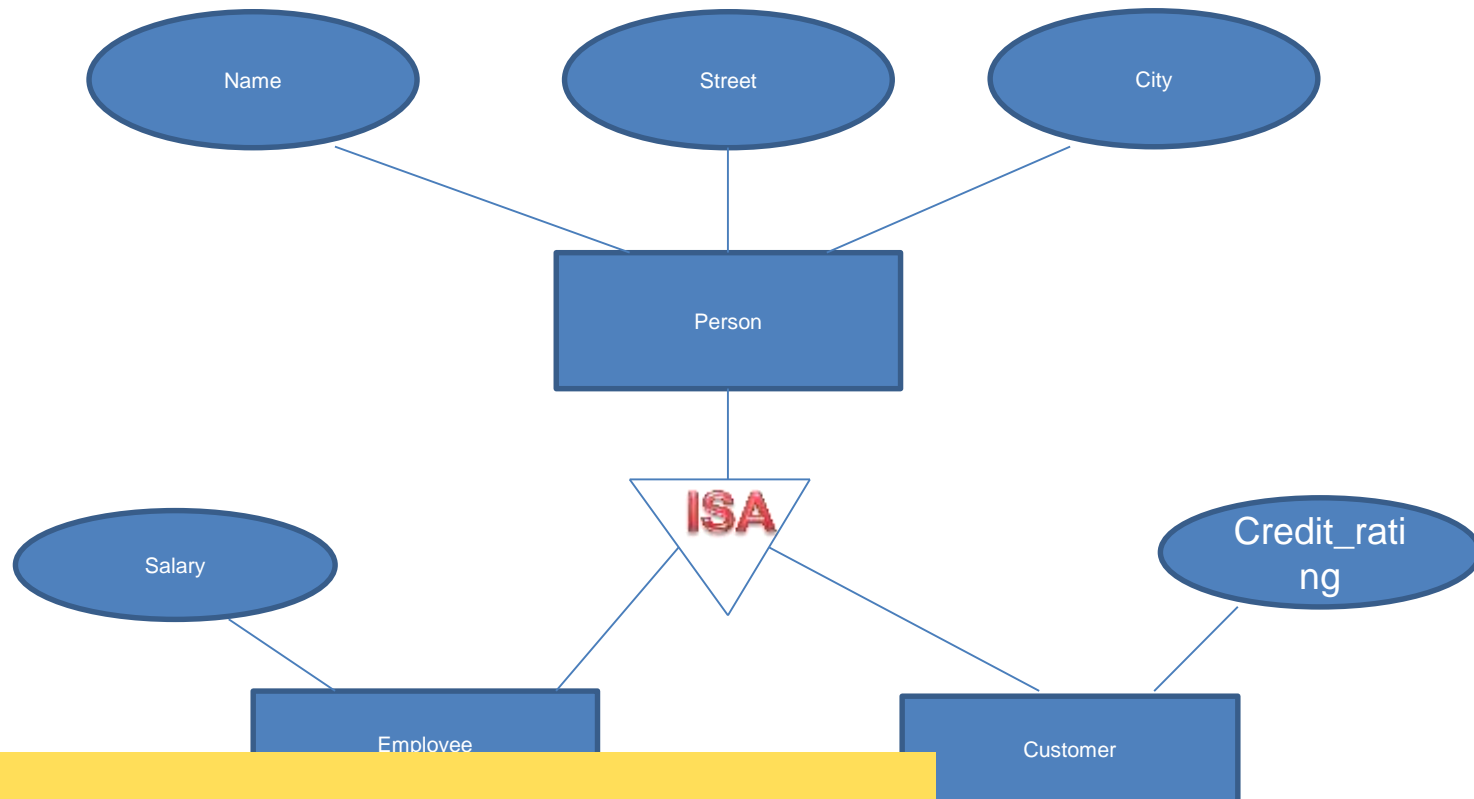 Name
Street
City
Person
ISA
Salary
Credit_rati
ng
Employee
Customer